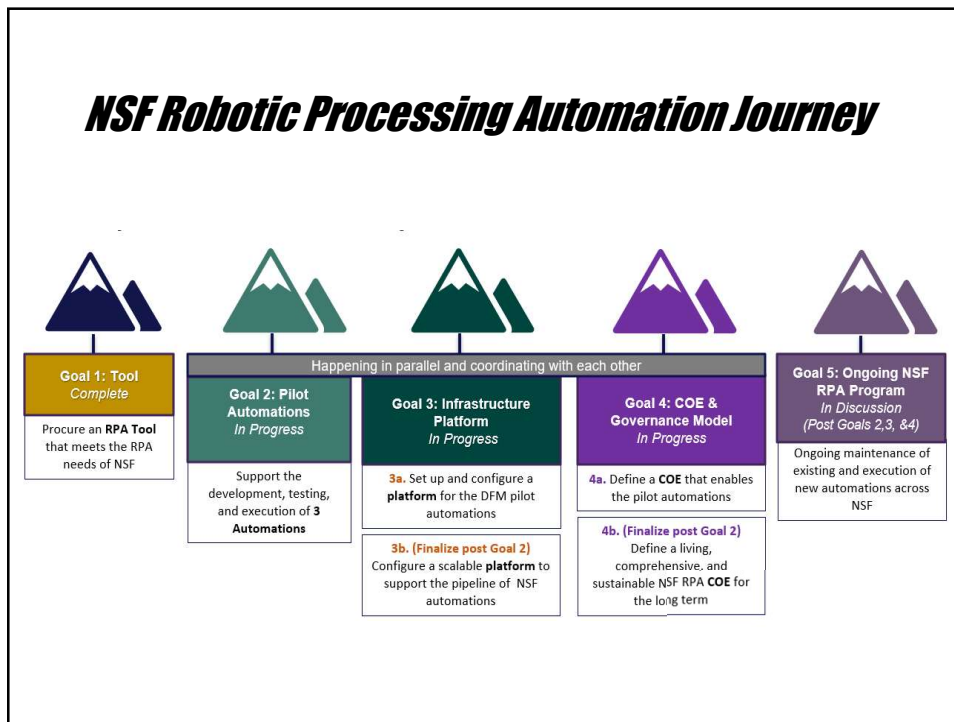 NSF Robotic Processing Automation Journey
Happening in parallel and coordinating with each other
Goal 1: Tool
Complete
Procure an RPA Tool
that meets the RPA
needs of NSF
Goal 2: Pilot
Automations
In Progress
Support the
development, testing,
and execution of 3
Automations
Goal 3: Infrastructure
Platform
In Progress
3a. Set up and configure a
platform for the DFM pilot
automations
3b. (Finalize post Goal 2)
Configure a scalable platform to
support the pipeline of NSF
automations
Goal 4: COE &
Governance Model
In Progress
4a. Define a COE that enables
the pilot automations
4b. (Finalize post Goal 2)
Define a living,
comprehensive, and
sustainable NSF RPA COE for
the long term
Goal 5: Ongoing NSF
RPA Program
In Discussion
(Post Goals 2,3, &4)
Ongoing maintenance of
existing and execution of
new automations across
NSF